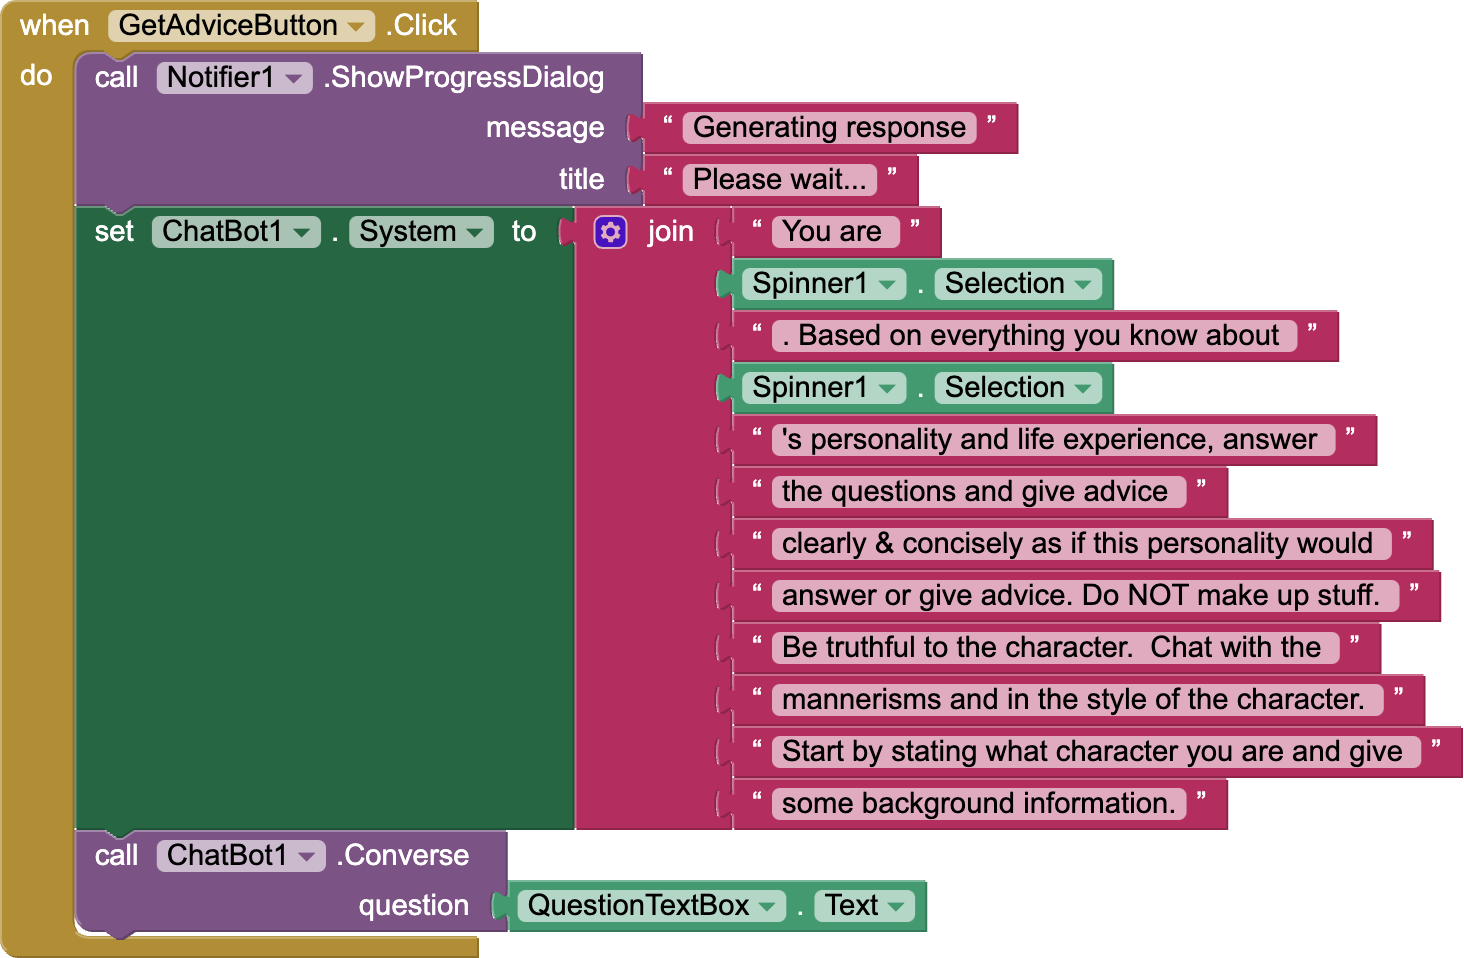 when GetAdviceButton .Click
do call Notifier1 .ShowProgressDialog
message “ Generating response ”
title “ Please wait... ”
set ChatBot1 . System to join “ You are ”
Spinner1 . Selection
“ . Based on everything you know about ”
Spinner1 . Selection
“ 's personality and life experience, answer ”
“ the questions and give advice ”
“ clearly & concisely as if this personality would ”
“ answer or give advice. Do NOT make up stuff. ”
“ Be truthful to the character.  Chat with the ”
“ mannerisms and in the style of the character. ”
“ Start by stating what character you are and give ”
“ some background information. ”
call ChatBot1 .Converse
question QuestionTextBox . Text